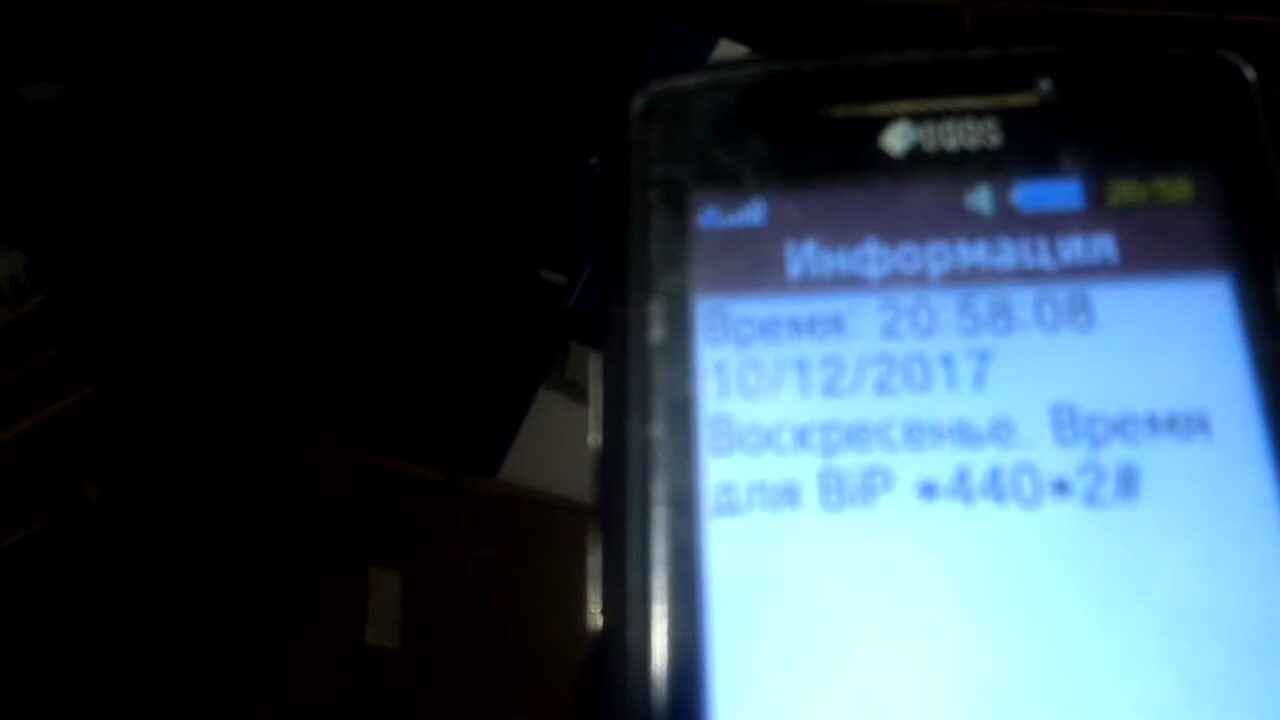 Информация
Время: 20:58:08
10/12/2017
Воскресенье. Время
для BiP *440*2#